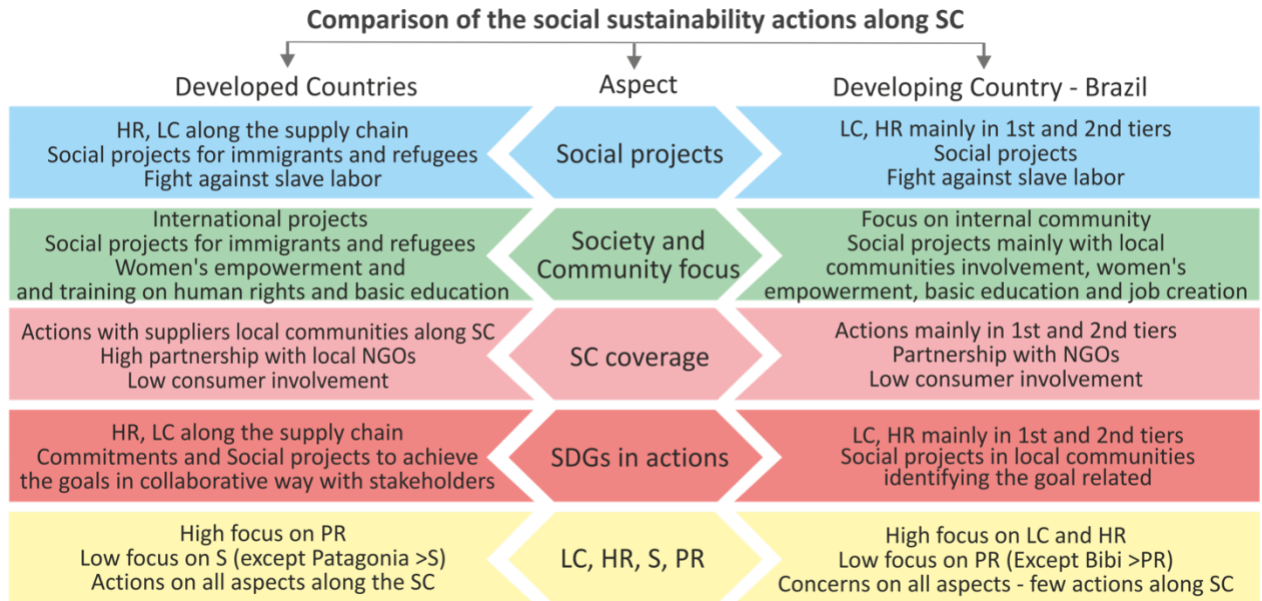 Comparison of the social sustainability actions along SC
Developed Countries
Aspect
Developing Country - Brazil
HR, LC along the supply chain
Social projects for immigrants and refugees
Fight against slave labor
Social projects
LC, HR mainly in 1st and 2nd tiers
Social projects
Fight against slave labor
International projects
Social projects for immigrants and refugees
Women's empowerment and
and training on human rights and basic education
Society and
Community focus
Focus on internal community
Social projects mainly with local
communities involvement, women's
empowerment, basic education and job creation
Actions with suppliers local communities along SC
High partnership with local NGOs
Low consumer involvement
SC coverage
Actions mainly in 1st and 2nd tiers
Partnership with NGOs
Low consumer involvement
HR, LC along the supply chain
Commitments and Social projects to achieve
the goals in collaborative way with stakeholders
SDGs in actions
LC, HR mainly in 1st and 2nd tiers
Social projects in local communities
identifying the goal related
High focus on PR
Low focus on S (except Patagonia >S)
Actions on all aspects along the SC
LC, HR, S, PR
High focus on LC and HR
Low focus on PR (Except Bibi >PR)
Concerns on all aspects - few actions along SC